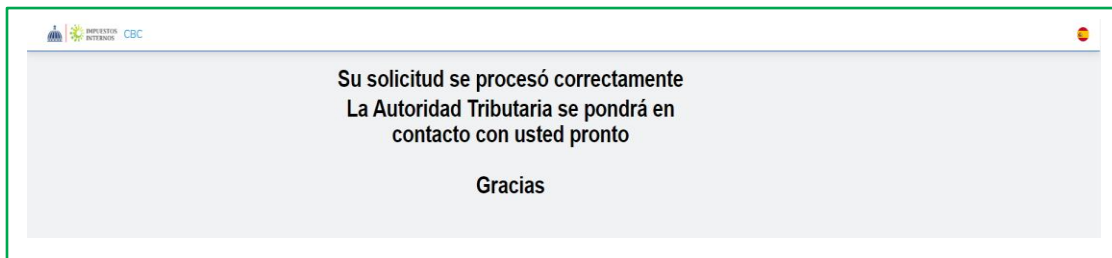 IMPUESTOS
INTERNOS
CBC
Su solicitud se procesó correctamente
La Autoridad Tributaria se pondrá en
contacto con usted pronto
Gracias